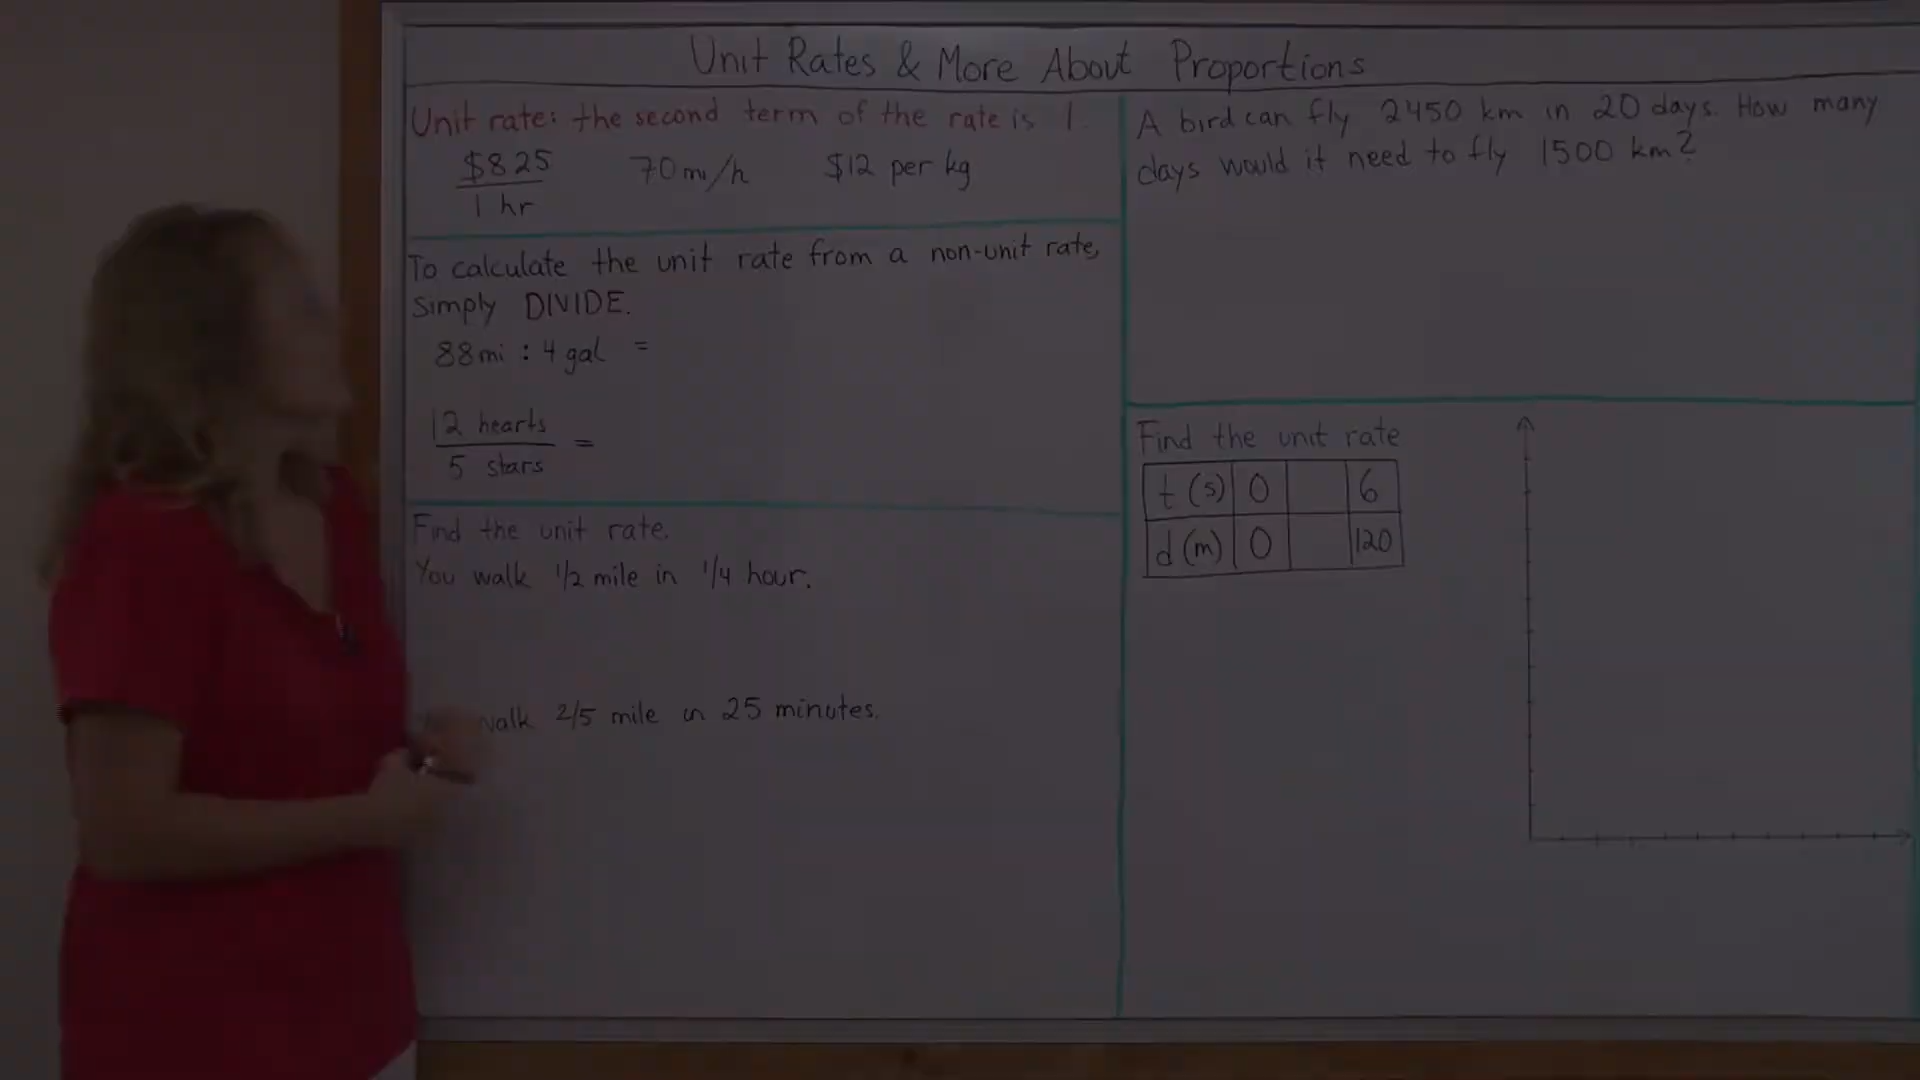 Unit Rates & More About Proportions
Unit rate: the second term of the rate is 1.
$8.25 70 mi/h $12 per kg
1 hr
To calculate the unit rate from a non-unit rate,
simply DIVIDE.
88mi : 4 gal =
12 hearts =
5 stars
Find the unit rate.
You walk 1/2 mile in 1/4 hour.
walk 2/5 mile in 25 minutes.
A bird can fly 2450 km in 20 days. How many
days would it need to fly 1500 km?
Find the unit rate
t (s) 0 6
d (m) 0 120